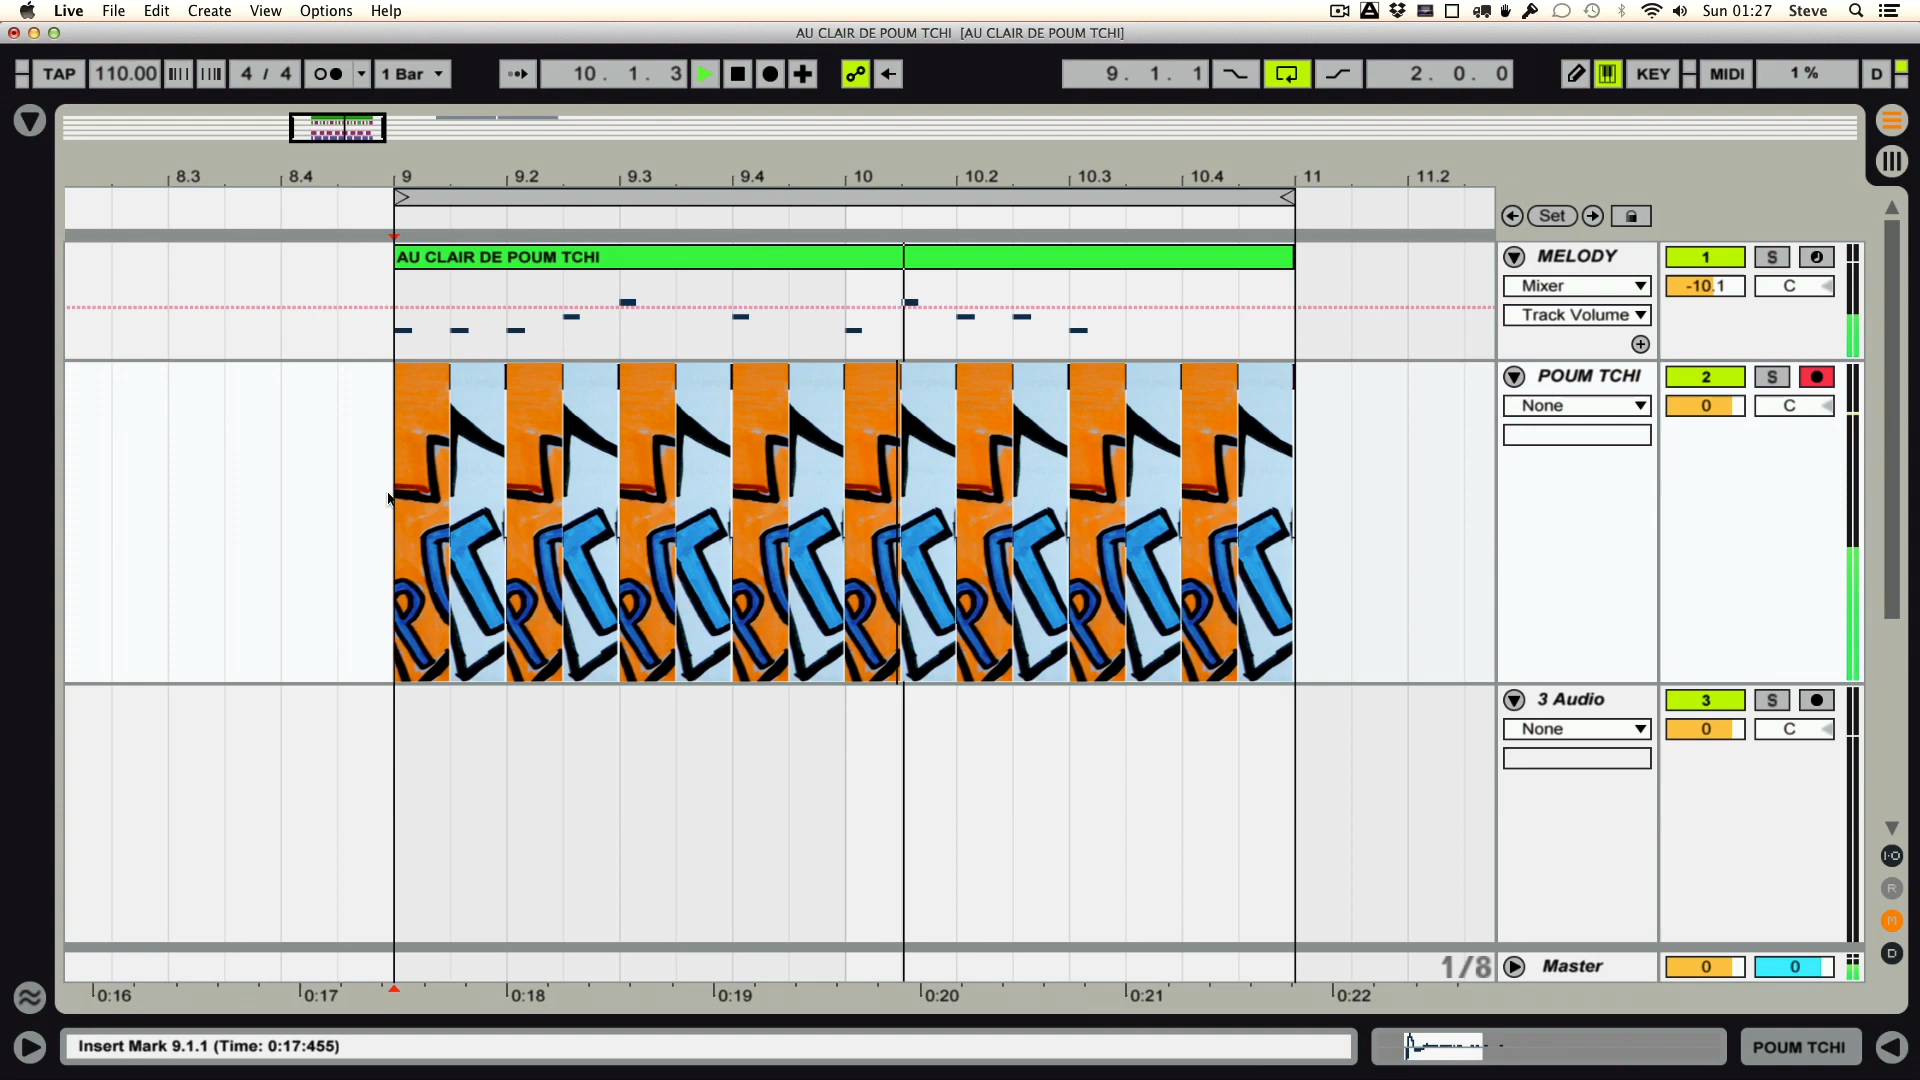 Live File Edit Create View Options Help Sun 01:27 Steve
AU CLAIR DE POUM TCHI [AU CLAIR DE POUM TCHI]
TAP 110.00 4 / 4 1 Bar 10. 1. 3 9. 1. 1 2. 0. 0 KEY MIDI 1 % D
8.3 8.4 9 9.2 9.3 9.4 10 10.2 10.3 10.4 11 11.2
Set
AU CLAIR DE POUM TCHI MELODY 1 S
Mixer -10.1 C
Track Volume
POUM TCHI 2 S
None 0 C
3 Audio 3 S
None 0 C
I·O
R
M
D
1/8 Master 0 0
0:16 0:17 0:18 0:19 0:20 0:21 0:22
Insert Mark 9.1.1 (Time: 0:17:455) POUM TCHI